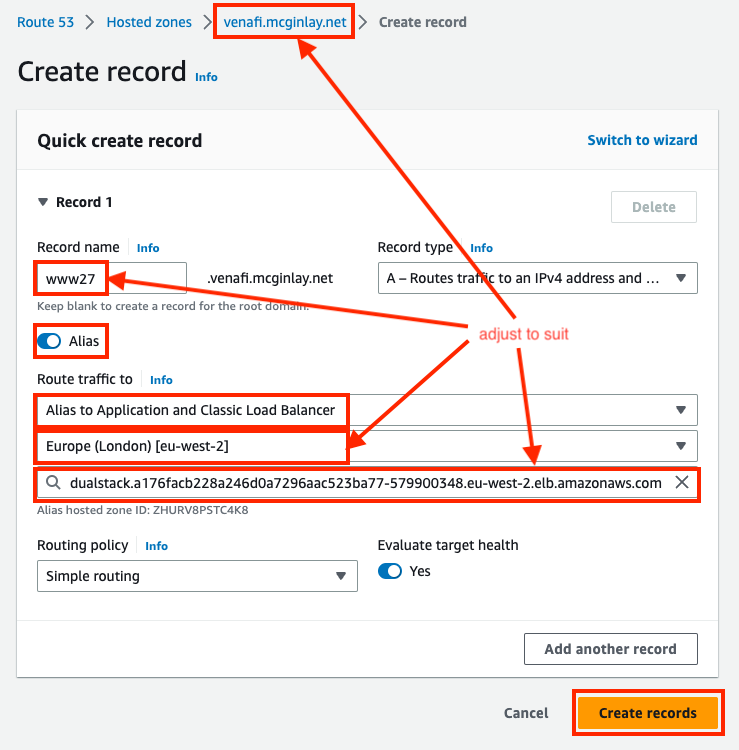 Route 53 > Hosted zones > venafi.mcginlay.net > Create record
Create record Info
Quick create record Switch to wizard
Record 1
Delete
Record name Info Record type Info
www27 .venafi.mcginlay.net A – Routes traffic to an IPv4 address and ...
Keep blank to create a record for the root domain.
adjust to suit
Alias
Route traffic to Info
Alias to Application and Classic Load Balancer
Europe (London) [eu-west-2]
dualstack.a176facb228a246d0a7296aac523ba77-579900348.eu-west-2.elb.amazonaws.com
Alias hosted zone ID: ZHURV8PSTC4K8
Routing policy Info Evaluate target health
Simple routing Yes
Add another record
Cancel Create records